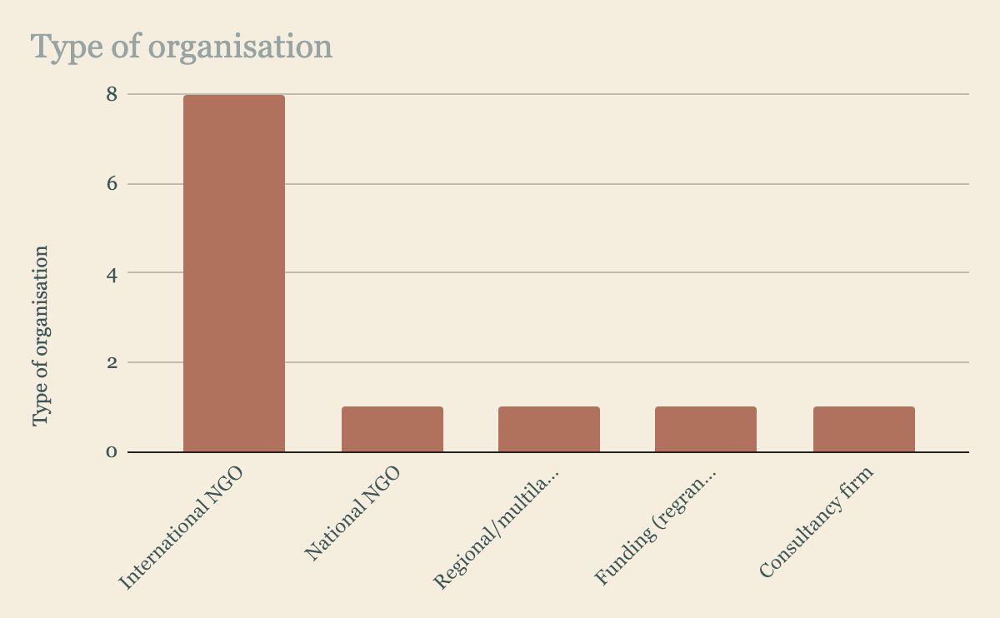 Type of organisation
8
6
4
2
0
Type of organisation
International NGO
National NGO
Regional/multila...
Funding (regran...
Consultancy firm